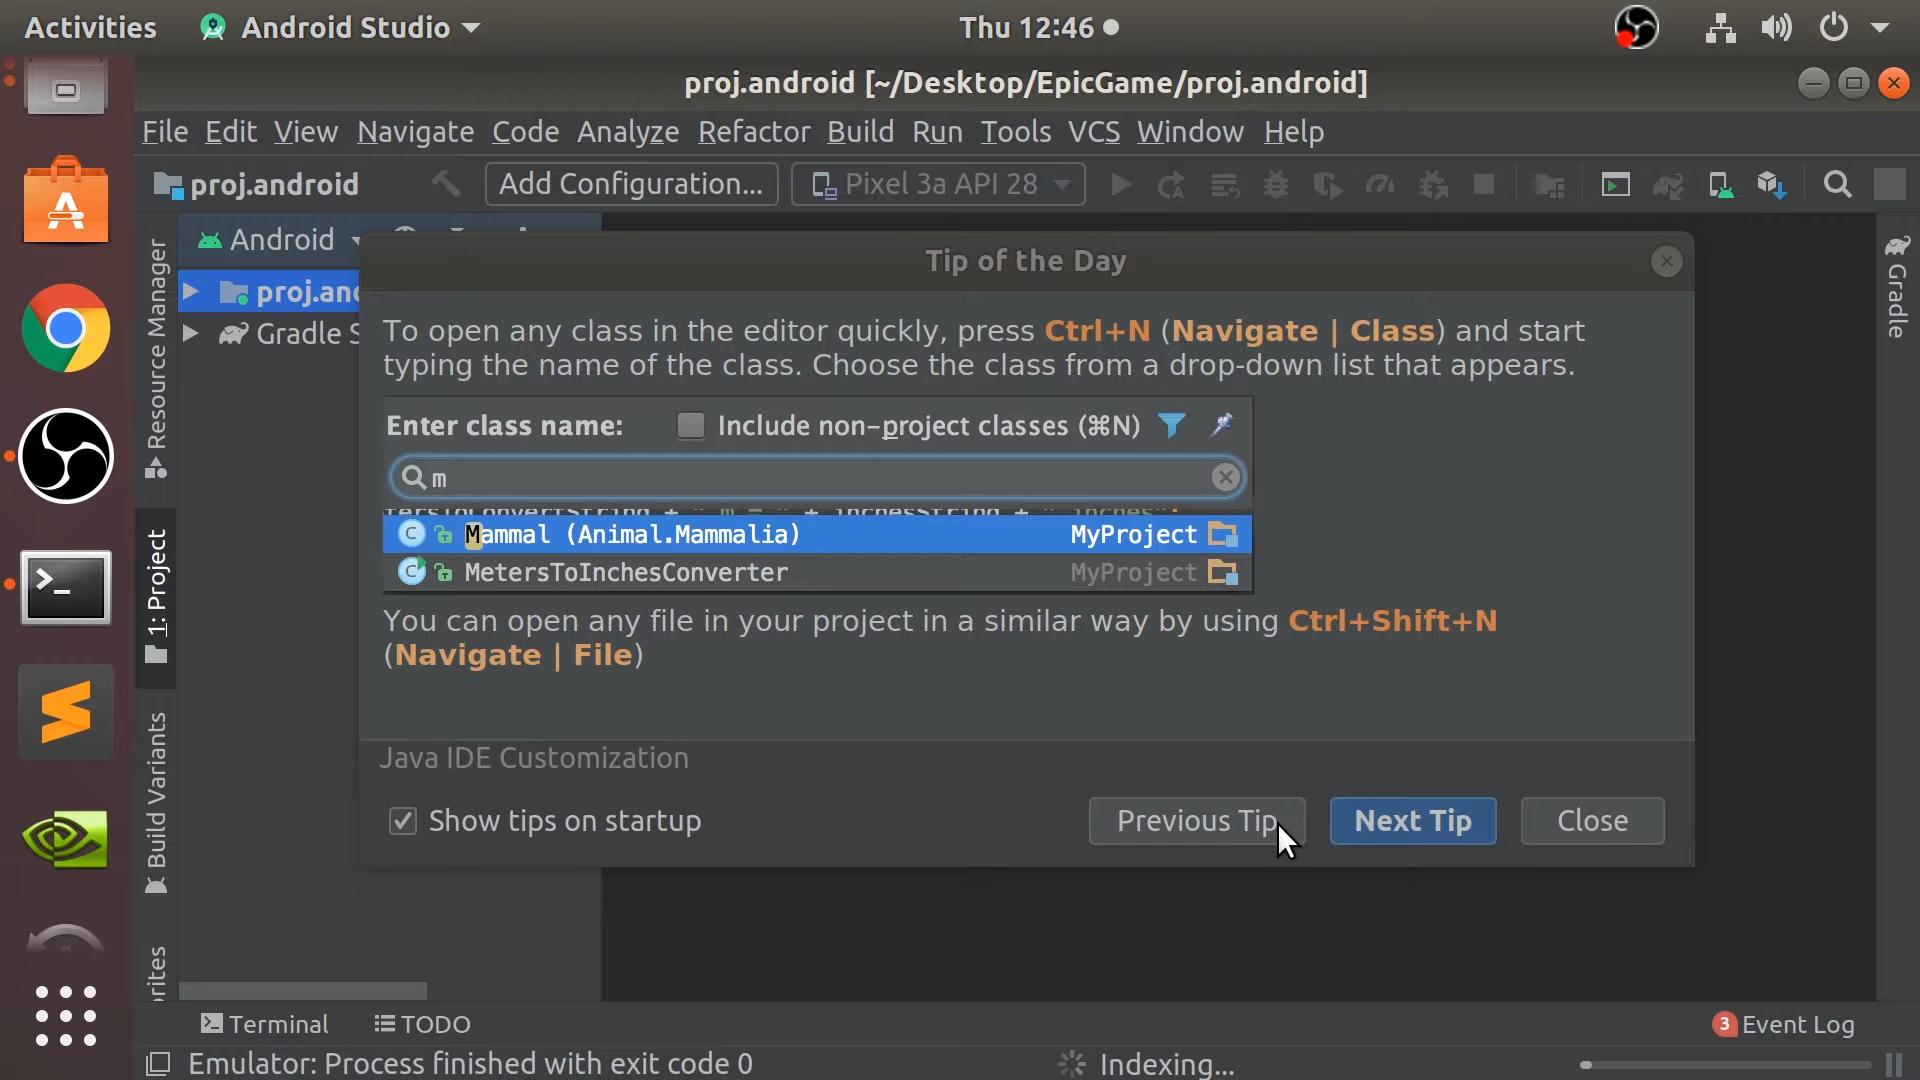 Activities
Android Studio
Thu 12:46
proj.android [~/Desktop/EpicGame/proj.android]
File Edit View Navigate Code Analyze Refactor Build Run Tools VCS Window Help
proj.android
Add Configuration...
Pixel 3a API 28
Resource Manager
1: Project
Build Variants
Android
proj.and
Gradle S
Gradle
Tip of the Day
To open any class in the editor quickly, press Ctrl+N (Navigate | Class) and start
typing the name of the class. Choose the class from a drop-down list that appears.
Enter class name:
Include non-project classes (⌘N)
m
Mammal (Animal.Mammalia) MyProject
MetersToInchesConverter MyProject
You can open any file in your project in a similar way by using Ctrl+Shift+N
(Navigate | File)
Java IDE Customization
Show tips on startup
Previous Tip
Next Tip
Close
Terminal
TODO
3 Event Log
Emulator: Process finished with exit code 0
Indexing...